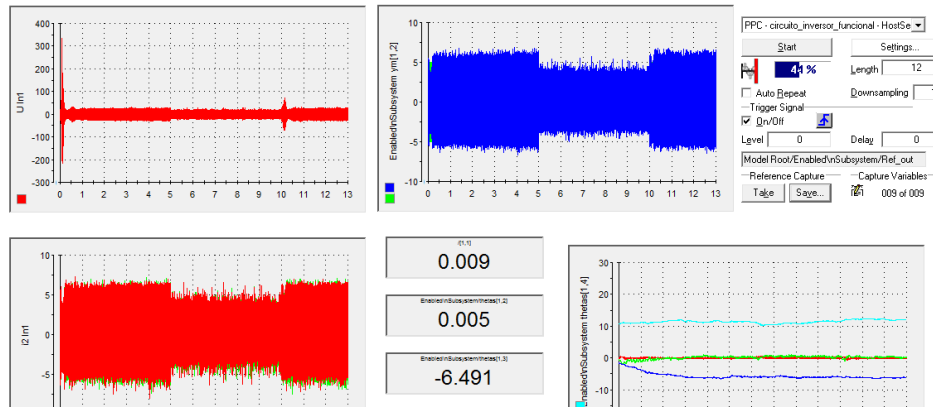 400
300
200
100
0
-100
-200
-300
U In1
0 1 2 3 4 5 6 7 8 9 10 11 12 13
10
5
0
-5
-10
Enabled\nSubsystem ym[1,2]
0 1 2 3 4 5 6 7 8 9 10 11 12 13
PPC - circuito_inversor_funcional - HostSe
Start
Settings...
41%
Length 12
Auto Repeat
Downsampling
Trigger Signal
On/Off
Level 0
Delay 0
Model Root/Enabled\nSubsystem/Ref_out
Reference Capture
Capture Variables
Take
Save...
009 of 009
10
5
0
-5
I2 In1
i[1,1]
0.009
Enabled\nSubsystem/thetas[1,2]
0.005
Enabled\nSubsystem/thetas[1,3]
-6.491
30
20
10
0
-10
Enabled\nSubsystem thetas[1,4]